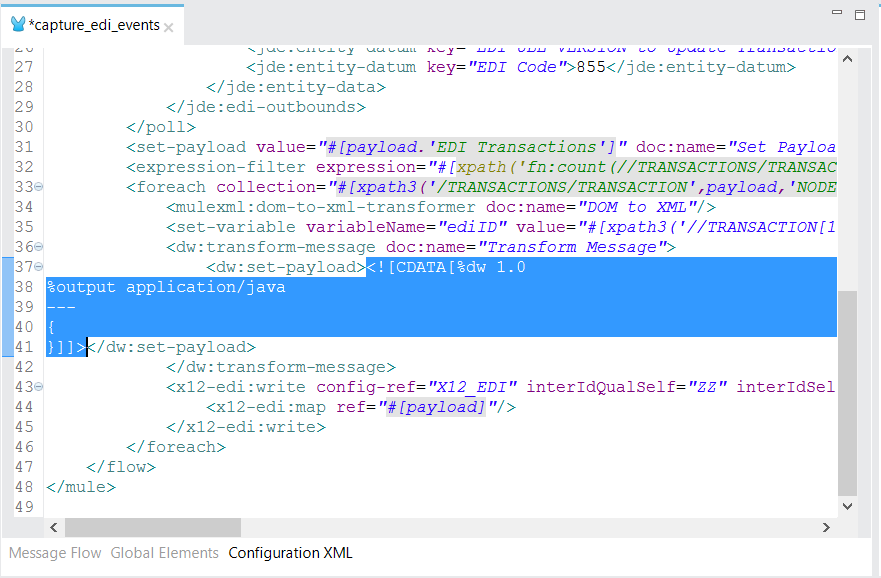 *capture_edi_events
26 <jde:entity-datum key="EDI JDE VERSION to Update Transactio
27 <jde:entity-datum key="EDI Code">855</jde:entity-datum>
28 </jde:entity-data>
29 </jde:edi-outbounds>
30 </poll>
31 <set-payload value="#[payload.'EDI Transactions']" doc:name="Set Payloa
32 <expression-filter expression="#[xpath('fn:count(//TRANSACTIONS/TRANSAC
33 <foreach collection="#[xpath3('/TRANSACTIONS/TRANSACTION',payload,'NODE
34 <mulexml:dom-to-xml-transformer doc:name="DOM to XML"/>
35 <set-variable variableName="ediID" value="#[xpath3('//TRANSACTION[1
36 <dw:transform-message doc:name="Transform Message">
37 <dw:set-payload><![CDATA[%dw 1.0
38 %output application/java
39 ---
40 {
41 }]]></dw:set-payload>
42 </dw:transform-message>
43 <x12-edi:write config-ref="X12_EDI" interIdQualSelf="ZZ" interIdSel
44 <x12-edi:map ref="#[payload]"/>
45 </x12-edi:write>
46 </foreach>
47 </flow>
48 </mule>
49
Message Flow Global Elements Configuration XML